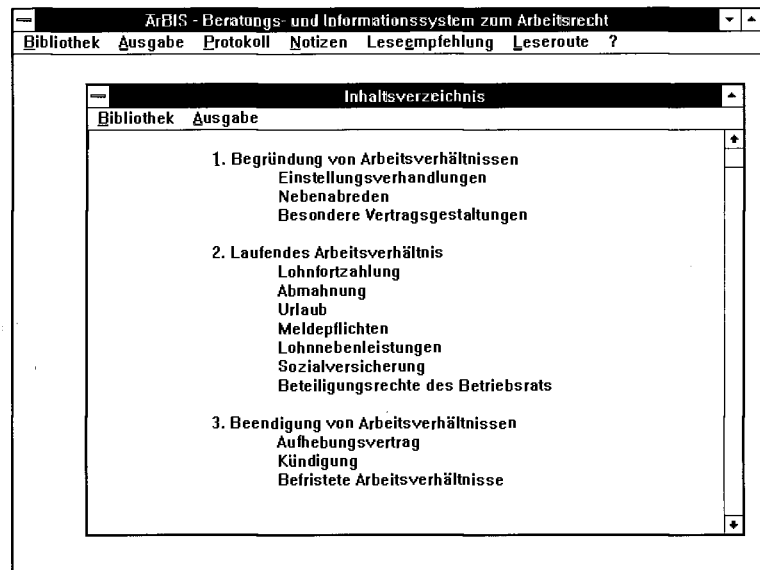 ArBIS - Beratungs- und Informationssystem zum Arbeitsrecht
Bibliothek Ausgabe Protokoll Notizen Leseempfehlung Leseroute ?
Inhaltsverzeichnis
Bibliothek Ausgabe
1. Begründung von Arbeitsverhältnissen
Einstellungsverhandlungen
Nebenabreden
Besondere Vertragsgestaltungen
2. Laufendes Arbeitsverhältnis
Lohnfortzahlung
Abmahnung
Urlaub
Meldepflichten
Lohnnebenleistungen
Sozialversicherung
Beteiligungsrechte des Betriebsrats
3. Beendigung von Arbeitsverhältnissen
Aufhebungsvertrag
Kündigung
Befristete Arbeitsverhältnisse